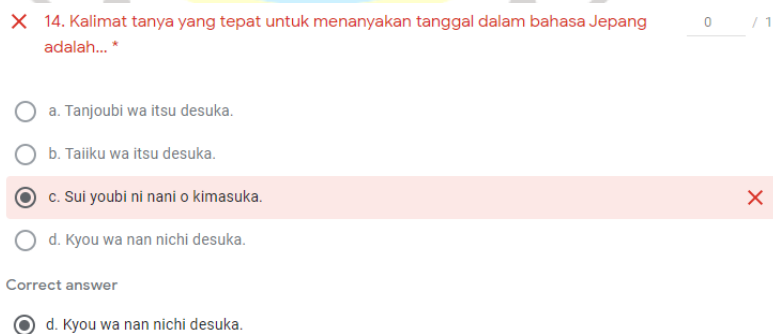 14. Kalimat tanya yang tepat untuk menanyakan tanggal dalam bahasa Jepang
adalah... *
0 / 1
a. Tanjoubi wa itsu desuka.
b. Taiiku wa itsu desuka.
c. Sui youbi ni nani o kimasuka.
d. Kyou wa nan nichi desuka.
Correct answer
d. Kyou wa nan nichi desuka.